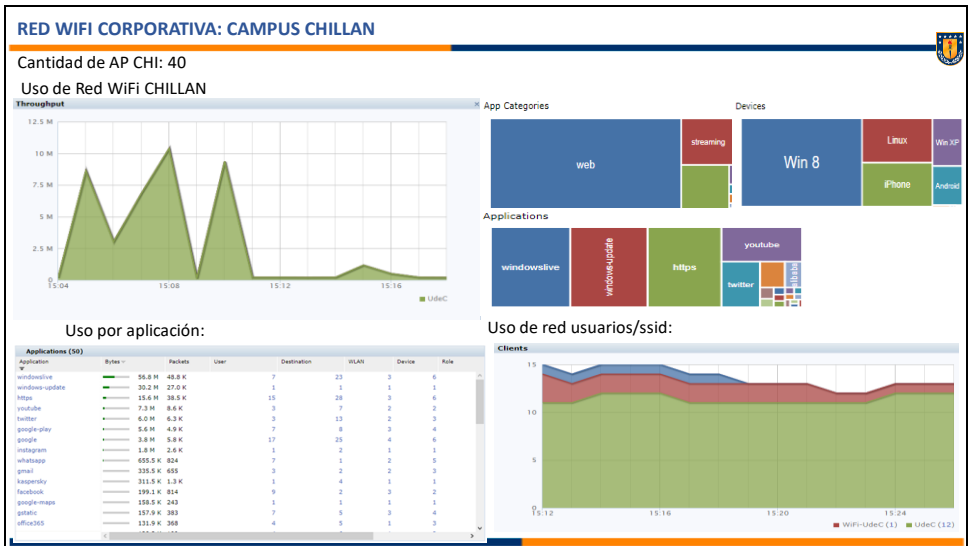 RED WIFI CORPORATIVA: CAMPUS CHILLAN
Cantidad de AP CHI: 40
Uso de Red WiFi CHILLAN
Throughput
12.5 M
10 M
7.5 M
5 M
2.5 M
0
15:04 15:08 15:12 15:16
UdeC
App Categories
web
streaming
Devices
Win 8
Linux
Win XP
iPhone
Android
Applications
windowslive
windows-update
https
youtube
twitter
alibaba
Uso por aplicación:
Applications (50)
Application Bytes Packets User Destination WLAN Device Role
windowslive 56.8 M 48.8 K 7 23 3 6
windows-update 30.2 M 27.0 K 1 1 1 1
https 15.6 M 38.5 K 15 28 3 6
youtube 7.3 M 8.6 K 3 7 2 2
twitter 6.0 M 6.3 K 3 13 2 3
google-play 5.6 M 4.9 K 7 8 3 4
google 3.8 M 5.8 K 17 25 4 6
instagram 1.8 M 2.6 K 1 2 1 1
whatsapp 655.5 K 824 7 1 2 5
gmail 335.5 K 655 3 2 2 3
kaspersky 311.5 K 1.3 K 1 4 1 1
facebook 199.1 K 814 9 2 3 2
google-maps 158.5 K 243 1 1 1 1
gstatic 157.9 K 383 7 5 3 4
office365 131.9 K 368 4 5 1 3
Uso de red usuarios/ssid:
Clients
15
10
5
15:12 15:16 15:20 15:24
WiFi-UdeC (1) UdeC (12)